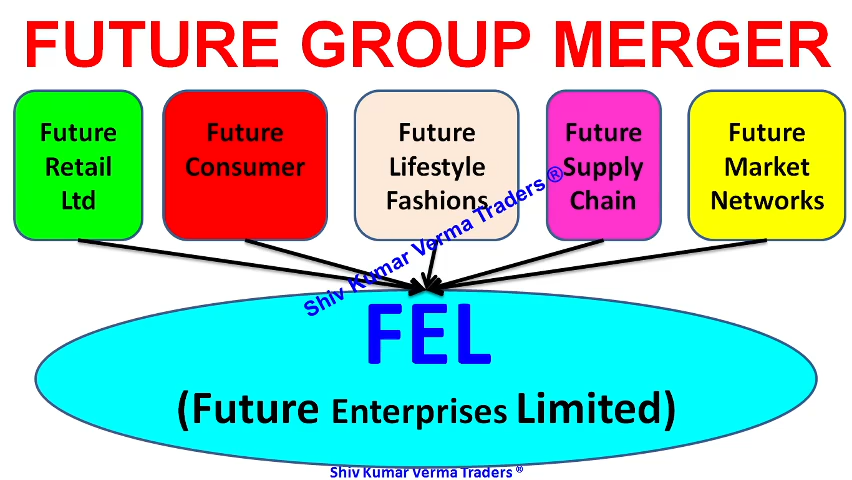 FUTURE GROUP MERGER
Future
Retail
Ltd
Future
Consumer
Future
Lifestyle
Fashions
Future
Supply
Chain
Future
Market
Networks
Shiv Kumar Verma Traders ®
FEL
(Future Enterprises Limited)
Shiv Kumar Verma Traders ®